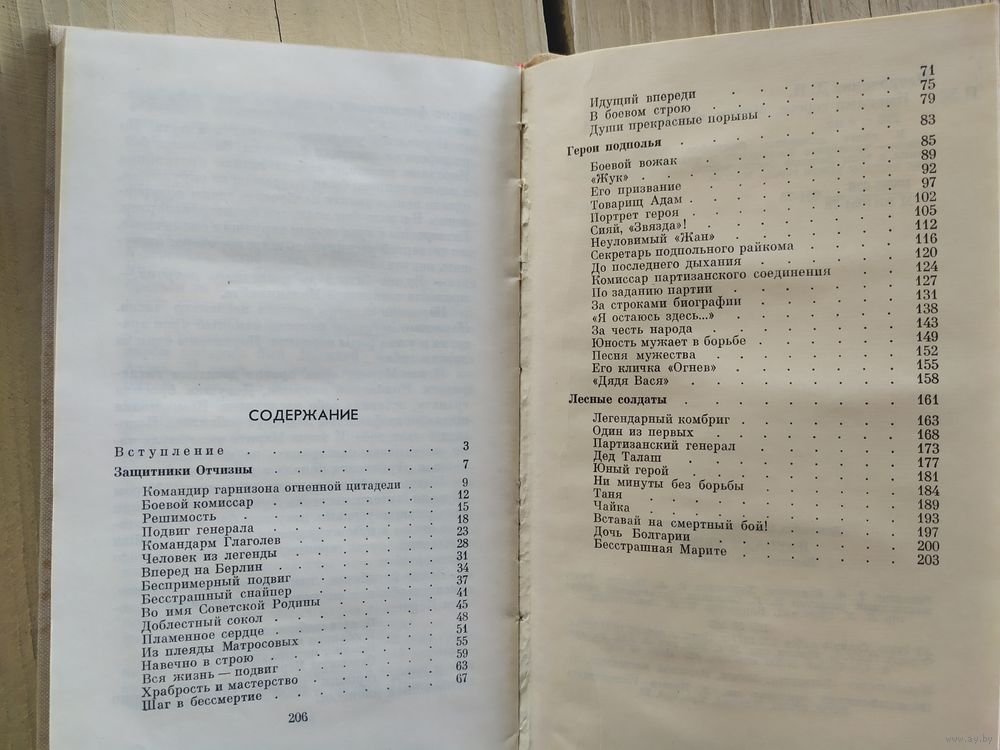 СОДЕРЖАНИЕ
Вступление . . . . . . . . 3
Защитники Отчизны . . . . . . . 7
Командир гарнизона огненной цитадели . . 9
Боевой комиссар . . . . . . 12
Решимость . . . . . . . 15
Подвиг генерала . . . . . . 18
Командарм Глаголев . . . . . 23
Человек из легенды . . . . . 28
Вперед на Берлин . . . . . . 31
Беспримерный подвиг . . . . . 34
Бесстрашный снайпер . . . . . 37
Во имя Советской Родины . . . . 41
Доблестный сокол . . . . . . 45
Пламенное сердце . . . . . . 48
Из плеяды Матросовых . . . . . 51
Навечно в строю . . . . . . 55
Вся жизнь — подвиг . . . . . 59
Храбрость и мастерство . . . . . 63
Шаг в бессмертие . . . . . . 67
206
Идущий впереди . . . . . . 71
В боевом строю . . . . . . 75
Души прекрасные порывы . . . . 79
Герои подполья . . . . . . . 83
Боевой вожак . . . . . . . 85
«Жук» . . . . . . . . 89
Его призвание . . . . . . . 92
Товарищ Адам . . . . . . . 97
Портрет героя . . . . . . . 102
Сияй, «Звязда»! . . . . . . 105
Неуловимый «Жан» . . . . . . 112
Секретарь подпольного райкома . . . 116
До последнего дыхания . . . . . 120
Комиссар партизанского соединения . . . 124
По заданию партии . . . . . . 127
За строками биографии . . . . . 131
«Я остаюсь здесь...» . . . . . . 138
За честь народа . . . . . . 143
Юность мужает в борьбе . . . . . 149
Песня мужества . . . . . . 152
Его кличка «Огнев» . . . . . . 155
«Дядя Вася» . . . . . . . 158
Лесные солдаты . . . . . . . 161
Легендарный комбриг . . . . . 163
Один из первых . . . . . . 168
Партизанский генерал . . . . . 173
Дед Талаш . . . . . . . 177
Юный герой . . . . . . . 181
Ни минуты без борьбы . . . . . 184
Таня . . . . . . . . 189
Чайка . . . . . . . . 193
Вставай на смертный бой! . . . . 197
Дочь Болгарии . . . . . . . 200
Бесстрашная Марите . . . . . . 203
www.ay.by